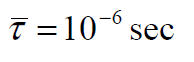 τ̄ = 10⁻⁶ sec